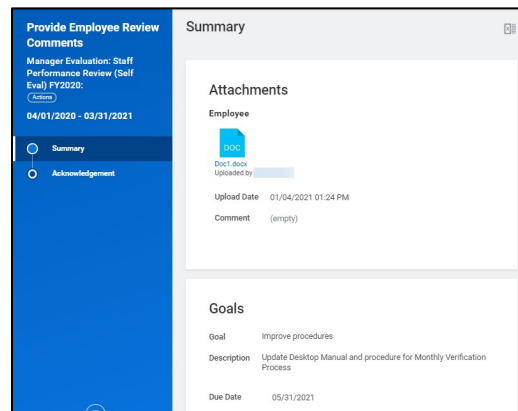 Provide Employee Review
Comments
Manager Evaluation: Staff
Performance Review (Self
Eval) FY2020:
Actions
04/01/2020 - 03/31/2021
Summary
Acknowledgement
Summary
Attachments
Employee
DOC
Doc1.docx
Uploaded by
Upload Date 01/04/2021 01:24 PM
Comment (empty)
Goals
Goal Improve procedures
Description Update Desktop Manual and procedure for Monthly Verification
Process
Due Date 05/31/2021